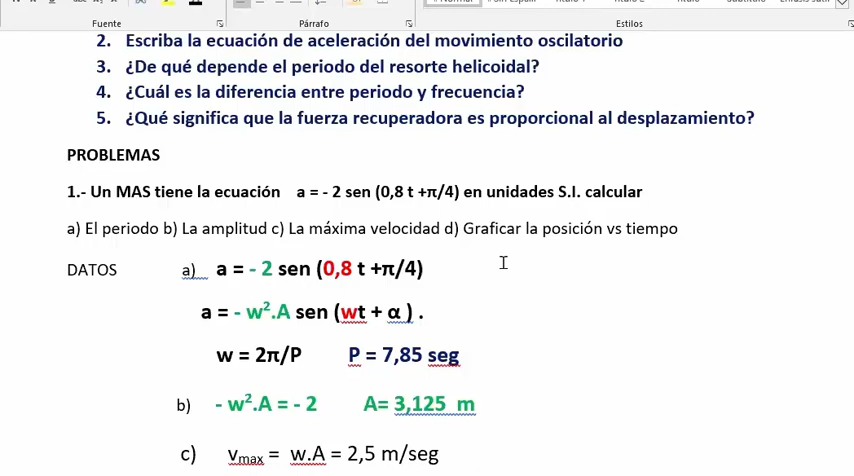 Fuente Párrafo Estilos
2. Escriba la ecuación de aceleración del movimiento oscilatorio
3. ¿De qué depende el periodo del resorte helicoidal?
4. ¿Cuál es la diferencia entre periodo y frecuencia?
5. ¿Qué significa que la fuerza recuperadora es proporcional al desplazamiento?
PROBLEMAS
1.- Un MAS tiene la ecuación a = - 2 sen (0,8 t +π/4) en unidades S.I. calcular
a) El periodo b) La amplitud c) La máxima velocidad d) Graficar la posición vs tiempo
DATOS a) a = - 2 sen (0,8 t +π/4)
a = - w².A sen (wt + α ) .
w = 2π/P P = 7,85 seg
b) - w².A = - 2 A= 3,125 m
c) vmax = w.A = 2,5 m/seg